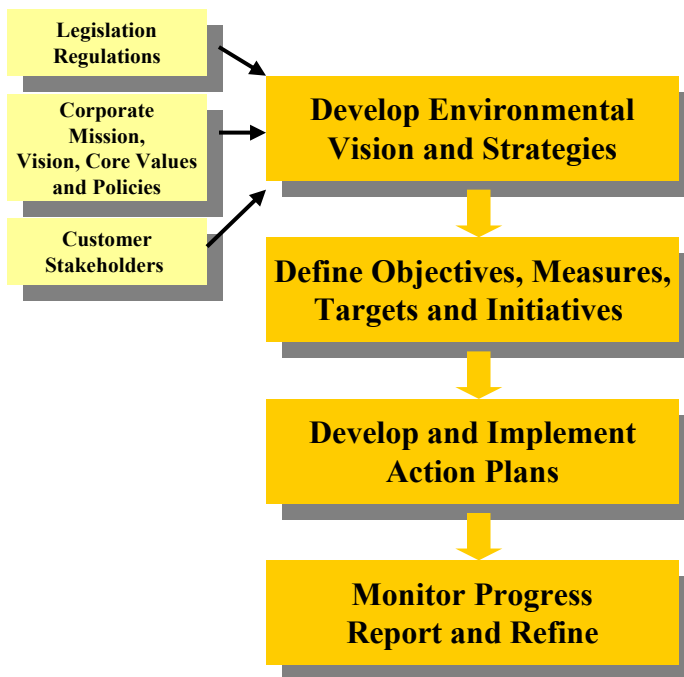 Legislation
Regulations
Corporate
Mission,
Vision, Core Values
and Policies
Customer
Stakeholders
Develop Environmental
Vision and Strategies
Define Objectives, Measures,
Targets and Initiatives
Develop and Implement
Action Plans
Monitor Progress
Report and Refine